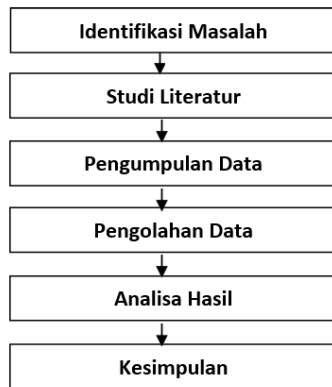 Identifikasi Masalah
Studi Literatur
Pengumpulan Data
Pengolahan Data
Analisa Hasil
Kesimpulan